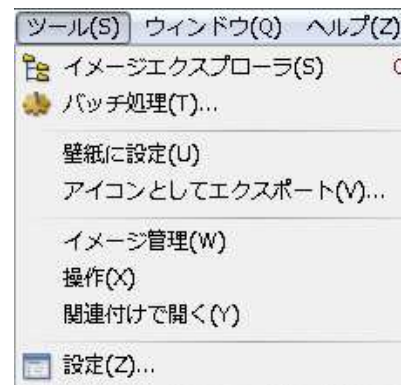 ツール(S) ウィンドウ(Q) ヘルプ(Z)
イメージエクスプローラ(S)
バッチ処理(T)...
壁紙に設定(U)
アイコンとしてエクスポート(V)...
イメージ管理(W)
操作(X)
関連付けで開く(Y)
設定(Z)...